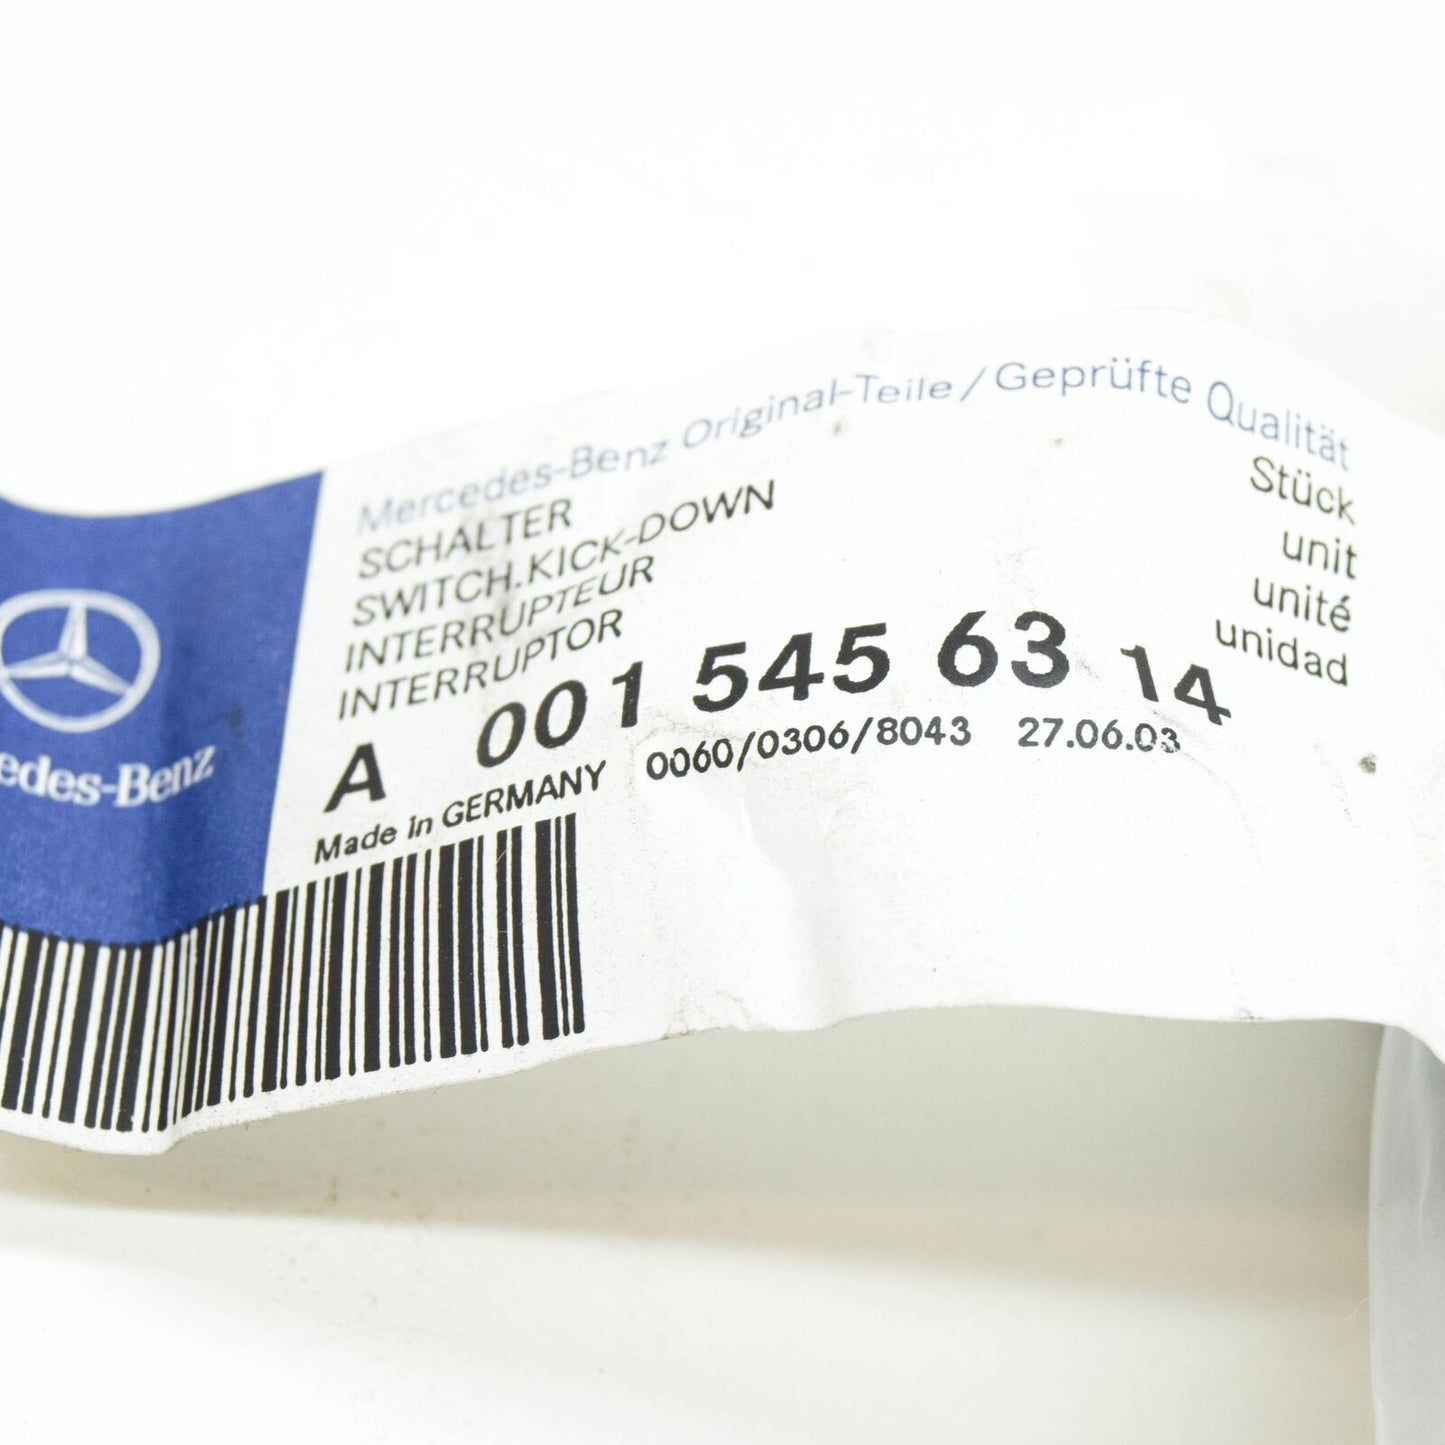 Mercedes-Benz Original-Teile / Geprüfte Qualität
SCHALTER
SWITCH.KICK-DOWN
INTERRUPTEUR
INTERRUPTOR
Stück
unit
unité
unidad
A 001 545 63 14
Made in GERMANY 0060/0306/8043 27.06.03
edes-Benz